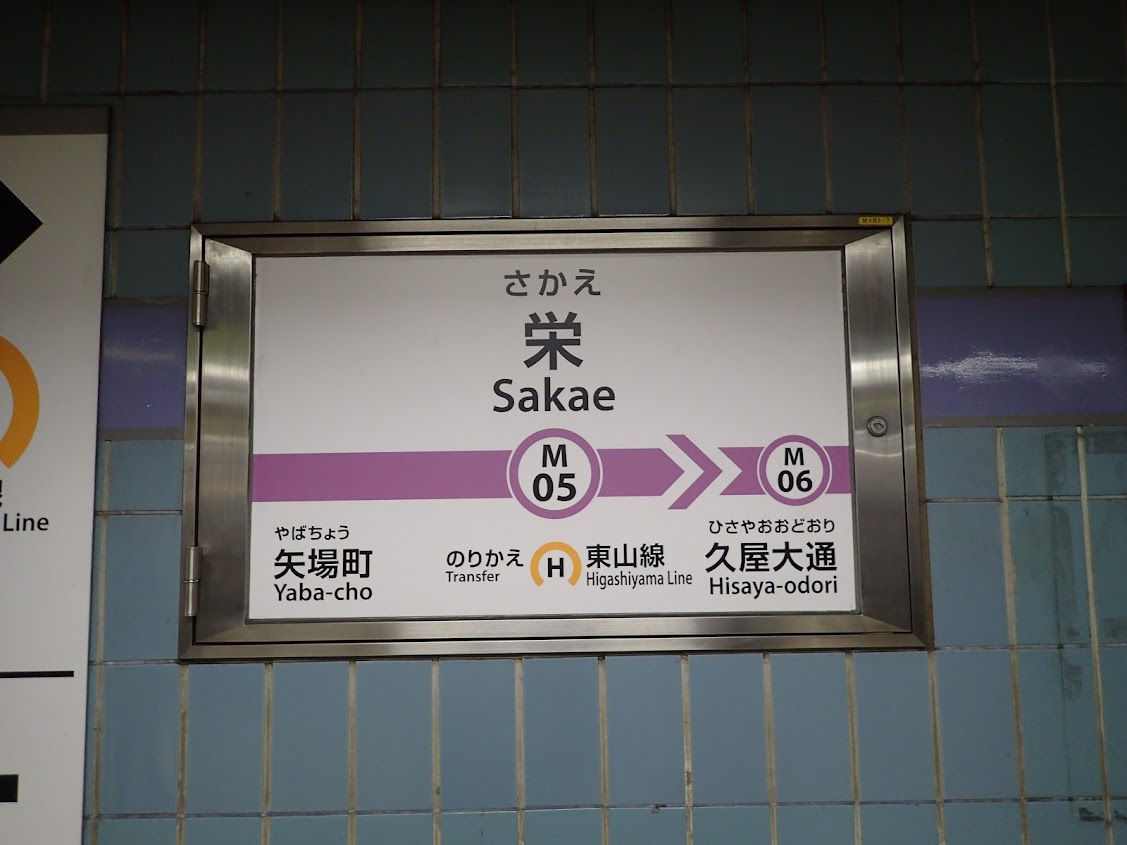 さかえ
栄
Sakae
M
05
M
06
やばちょう
矢場町
Yaba-cho
のりかえ
Transfer
H
東山線
Higashiyama Line
ひさやおおどおり
久屋大通
Hisaya-odori
Line